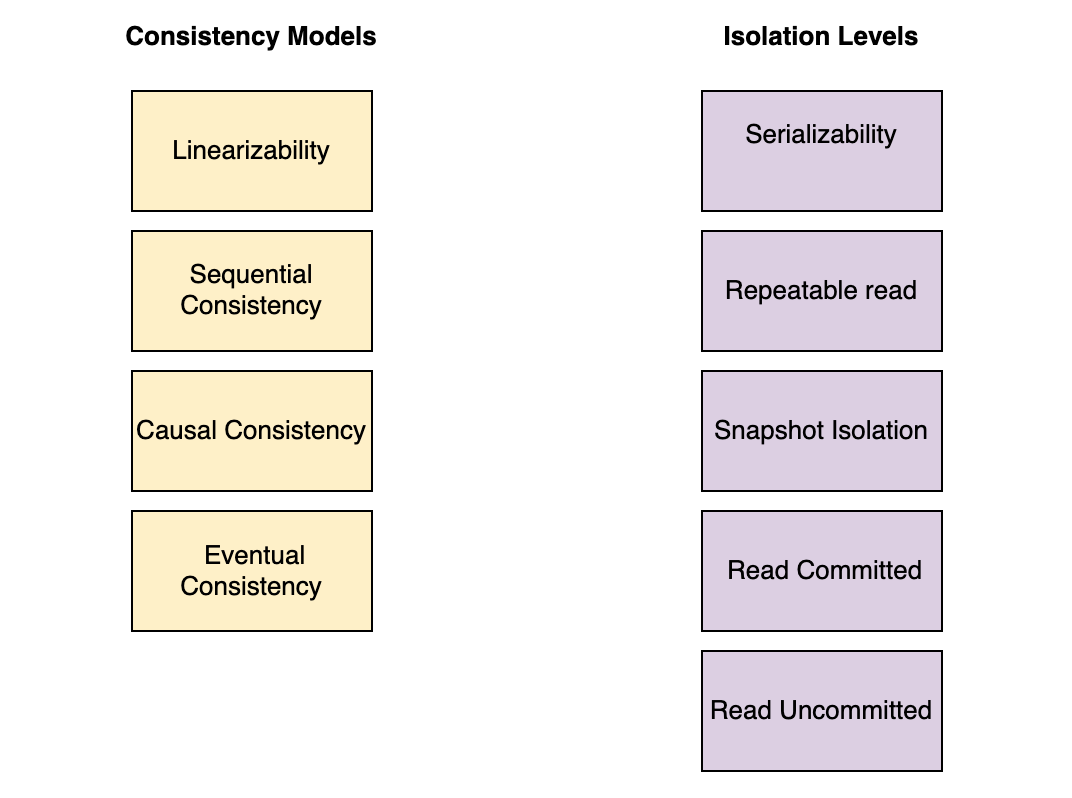 Consistency Models
Linearizability
Sequential
Consistency
Causal Consistency
Eventual
Consistency
Isolation Levels
Serializability
Repeatable read
Snapshot Isolation
Read Committed
Read Uncommitted